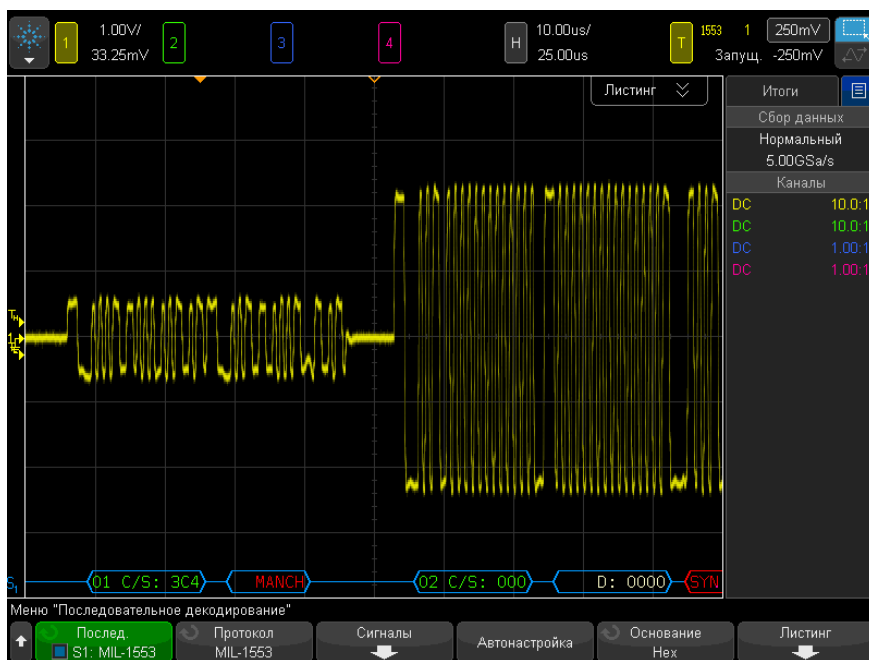 1 1.00V/ 33.25mV 2 3 4 H 10.00us/ 25.00us T 1553 1 250mV Запущ. -250mV
Листинг
Итоги
Сбор данных
Нормальный
5.00GSa/s
Каналы
DC 10.0:1
DC 10.0:1
DC 1.00:1
DC 1.00:1
S1 01 C/S: 3C4 MANCH 02 C/S: 000 D: 0000 SYN
Меню "Последовательное декодирование"
Послед. Протокол Сигналы Автонастройка Основание Листинг
S1: MIL-1553 MIL-1553 Hex